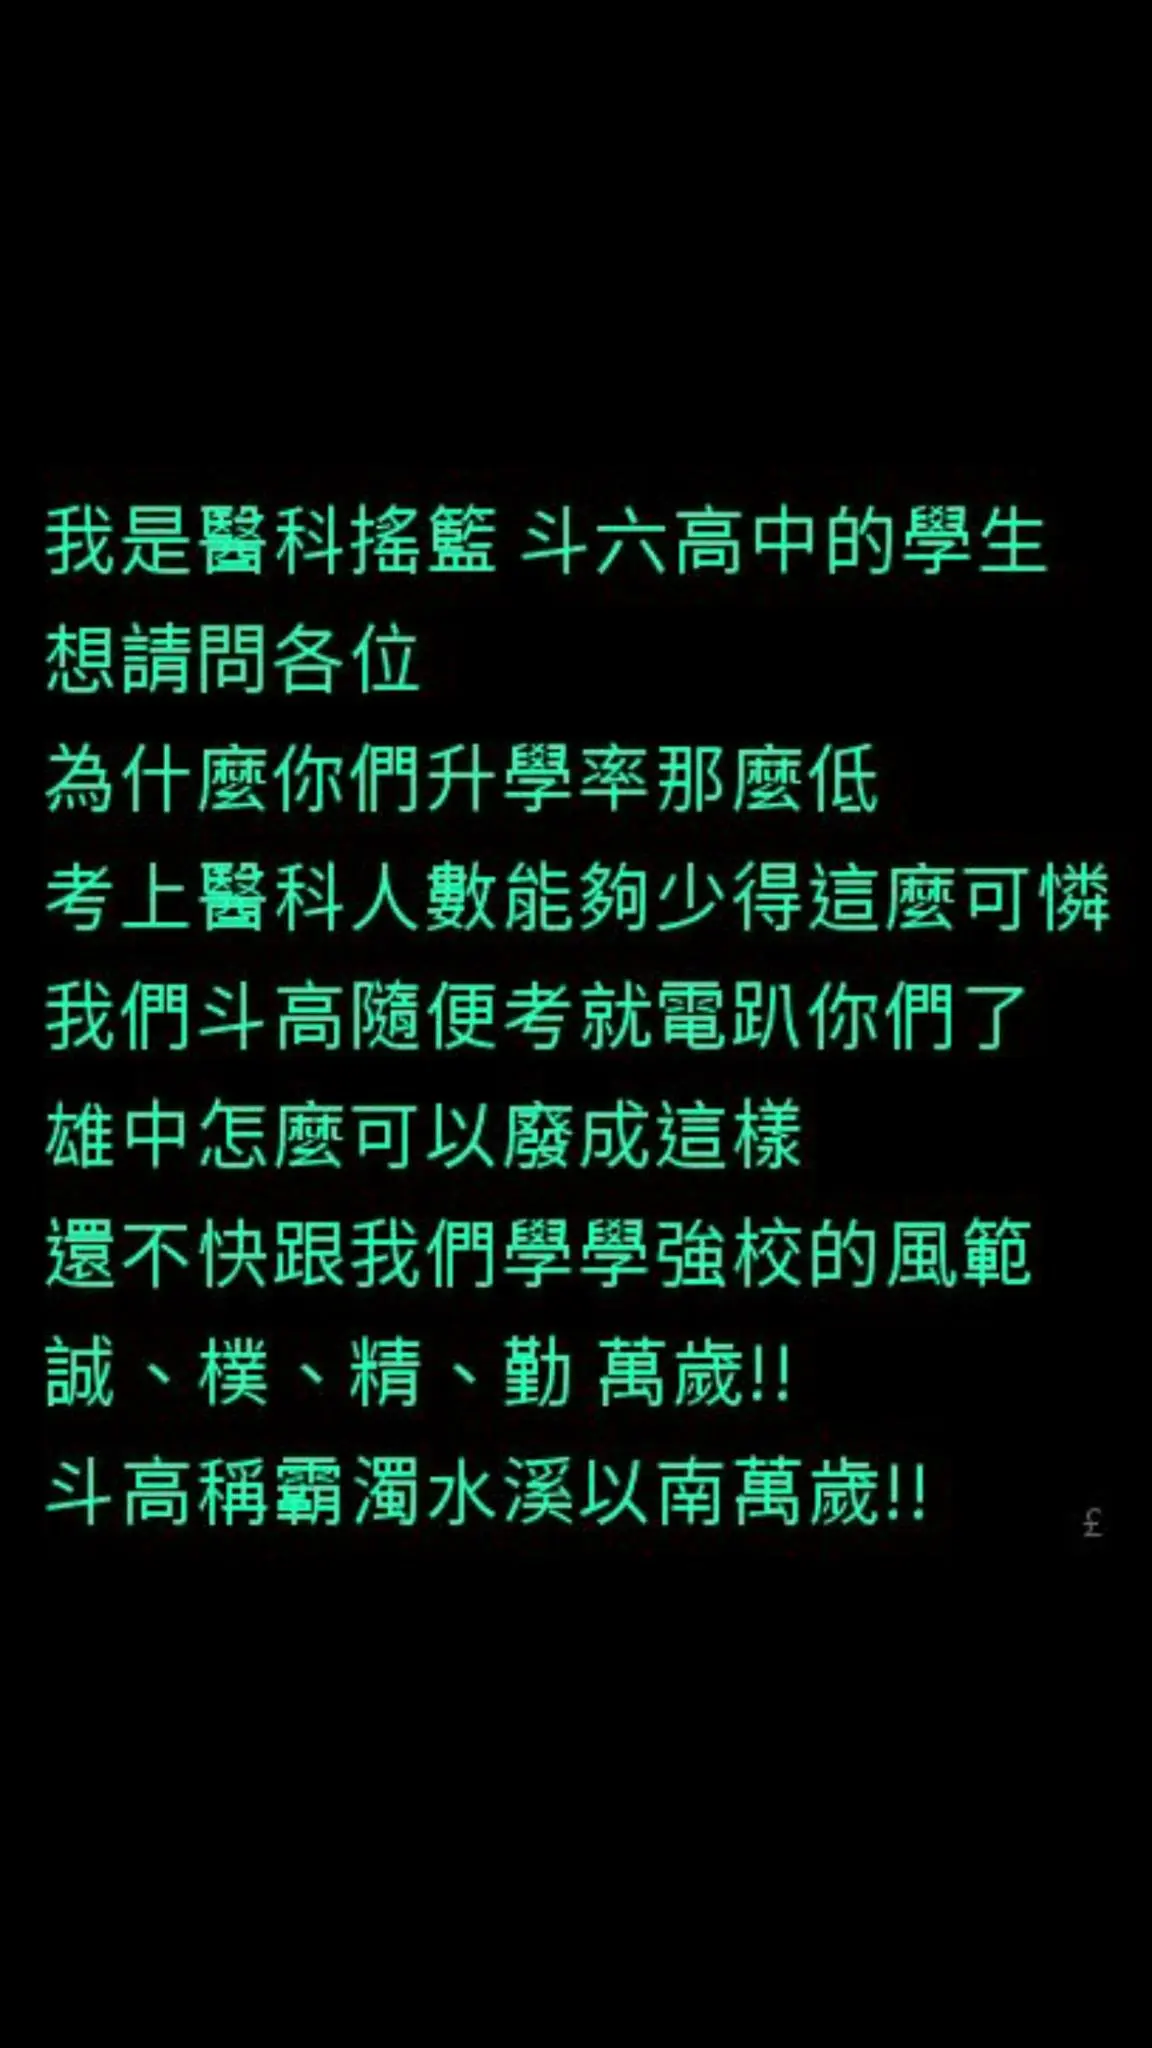 我是醫科搖籃 斗六高中的學生
想請問各位
為什麼你們升學率那麼低
考上醫科人數能夠少得這麼可憐
我們斗高隨便考就電趴你們了
雄中怎麼可以廢成這樣
還不快跟我們學學強校的風範
誠、樸、精、勤 萬歲!!
斗高稱霸濁水溪以南萬歲!!
£